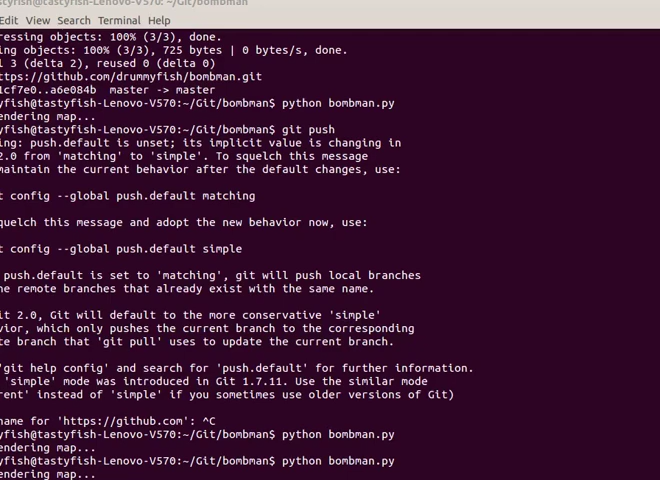 tastyfish@tastyfish-Lenovo-V570: ~/Git/bombman
Edit View Search Terminal Help
ressing objects: 100% (3/3), done.
ing objects: 100% (3/3), 725 bytes | 0 bytes/s, done.
l 3 (delta 2), reused 0 (delta 0)
ttps://github.com/drummyfish/bombman.git
1cf7e0..a6e084b  master -> master
yfish@tastyfish-Lenovo-V570:~/Git/bombman$ python bombman.py
endering map...
yfish@tastyfish-Lenovo-V570:~/Git/bombman$ git push
ing: push.default is unset; its implicit value is changing in
2.0 from 'matching' to 'simple'. To squelch this message
maintain the current behavior after the default changes, use:
t config --global push.default matching
quelch this message and adopt the new behavior now, use:
t config --global push.default simple
push.default is set to 'matching', git will push local branches
he remote branches that already exist with the same name.
it 2.0, Git will default to the more conservative 'simple'
vior, which only pushes the current branch to the corresponding
te branch that 'git pull' uses to update the current branch.
'git help config' and search for 'push.default' for further information.
'simple' mode was introduced in Git 1.7.11. Use the similar mode
rent' instead of 'simple' if you sometimes use older versions of Git)
name for 'https://github.com': ^C
yfish@tastyfish-Lenovo-V570:~/Git/bombman$ python bombman.py
endering map...
yfish@tastyfish-Lenovo-V570:~/Git/bombman$ python bombman.py
endering map...